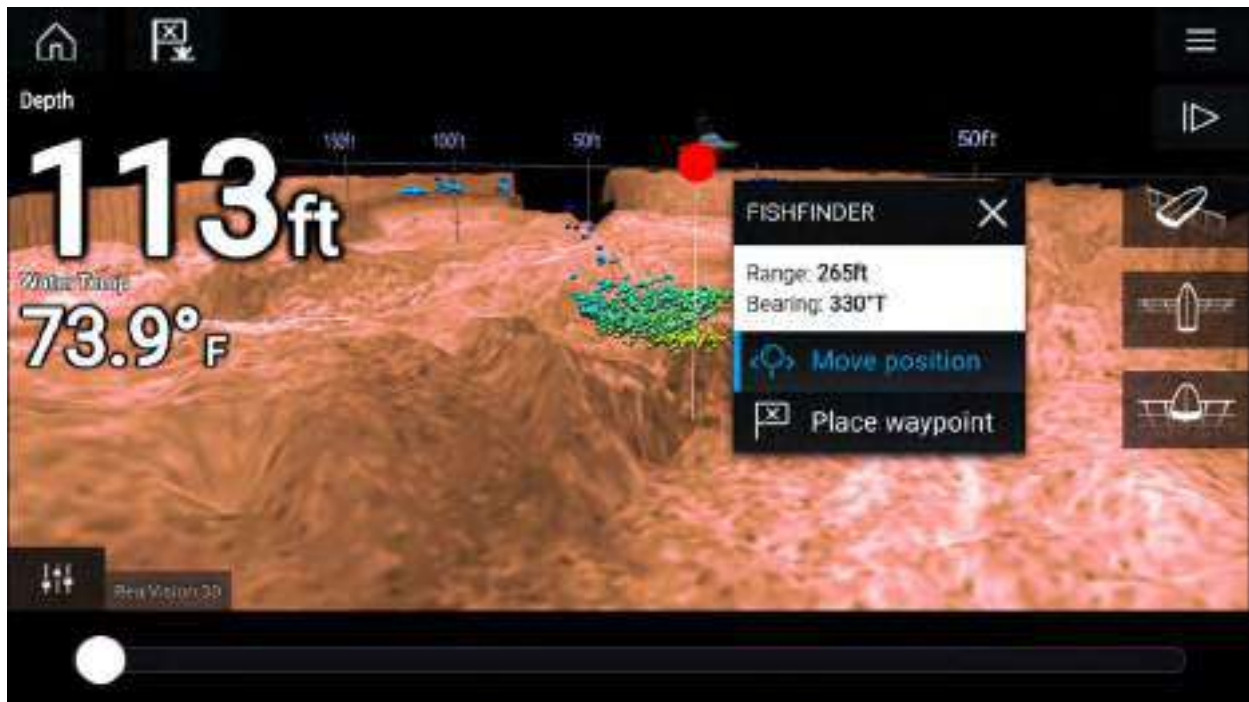 Depth
113ft
150ft 100ft 50ft 50ft
Water Temp
73.9°F
FISHFINDER
Range: 265ft
Bearing: 330°T
Move position
Place waypoint
RealVision 3D